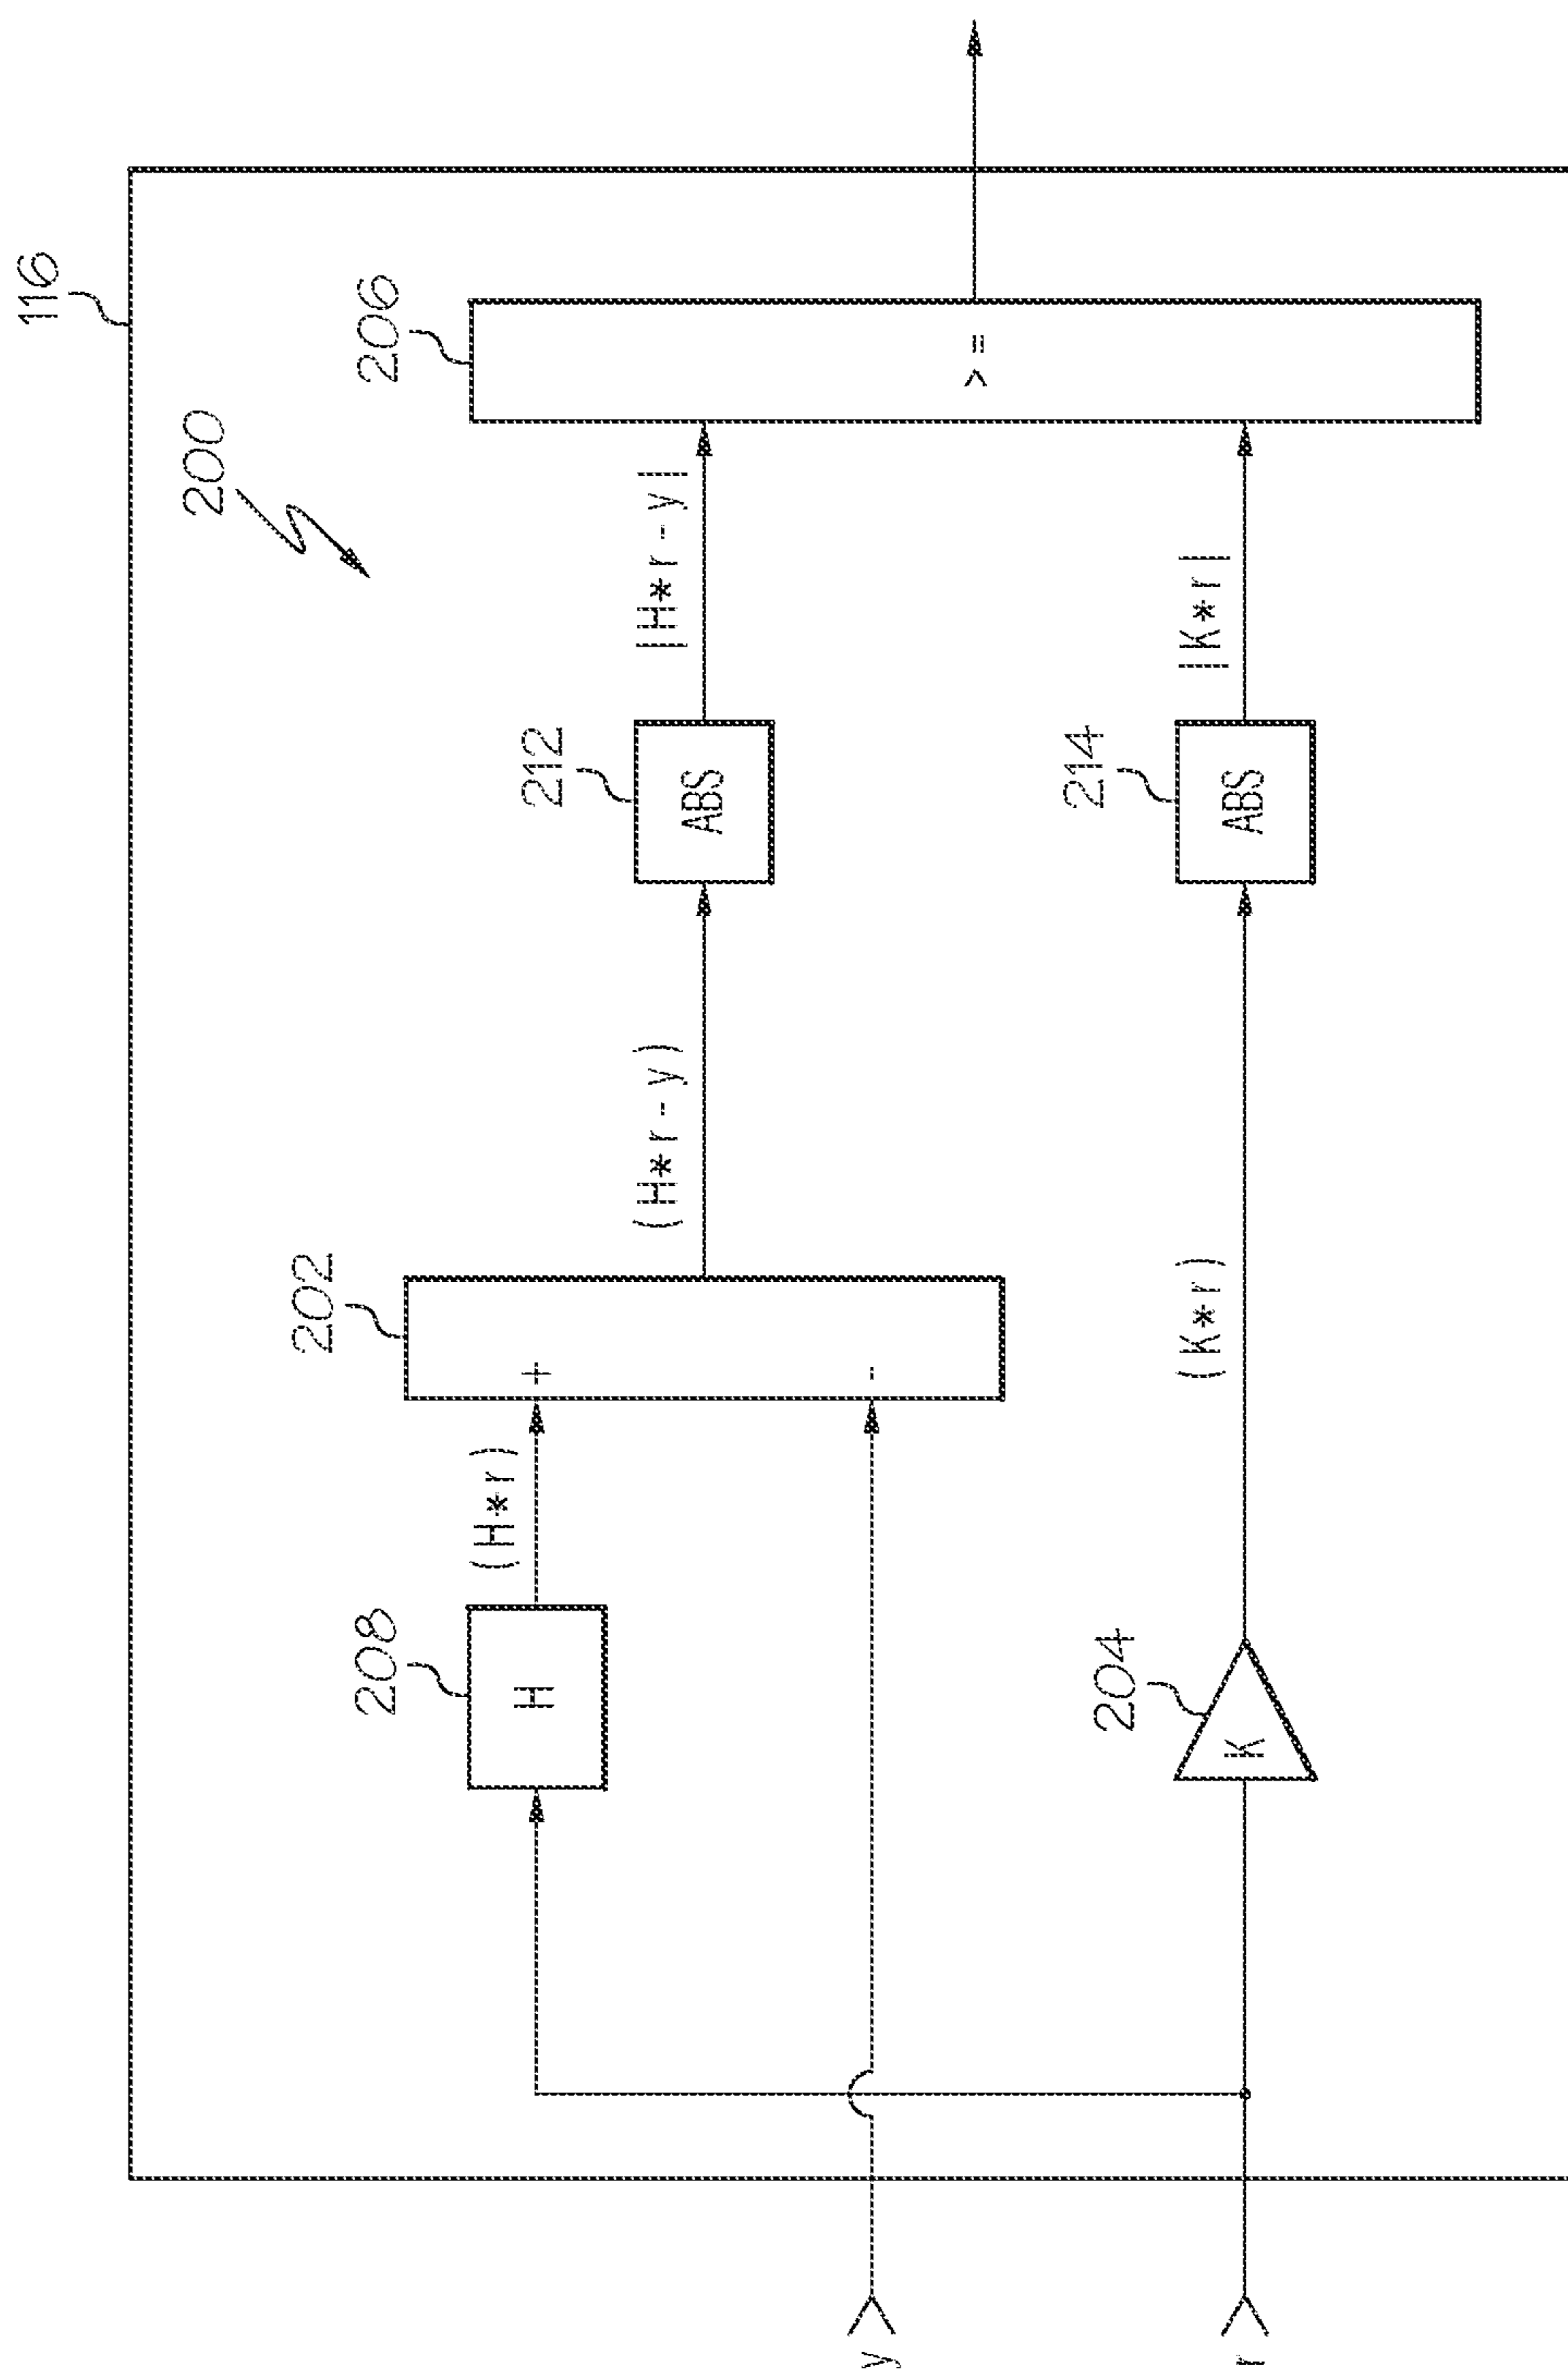 116
200
206
208
202
212
H
(H*r)
+
(H*r-y)
ABS
|H*r-y|
>=
y
-
204
214
r
K
(K*r)
ABS
|K*r|